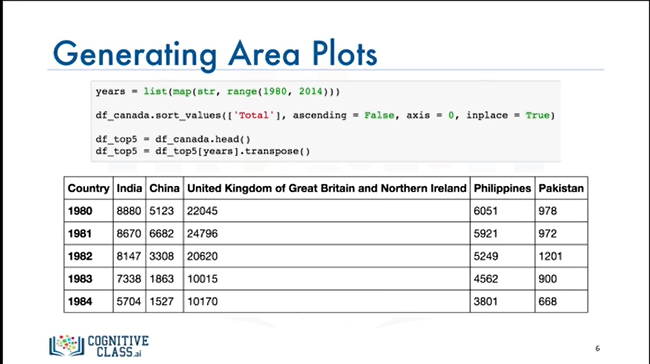 Generating Area Plots
years = list(map(str, range(1980, 2014)))
df_canada.sort_values(['Total'], ascending = False, axis = 0, inplace = True)
df_top5 = df_canada.head()
df_top5 = df_top5[years].transpose()
Country India China United Kingdom of Great Britain and Northern Ireland Philippines Pakistan
1980 8880 5123 22045 6051 978
1981 8670 6682 24796 5921 972
1982 8147 3308 20620 5249 1201
1983 7338 1863 10015 4562 900
1984 5704 1527 10170 3801 668
COGNITIVE
CLASS.ai
6